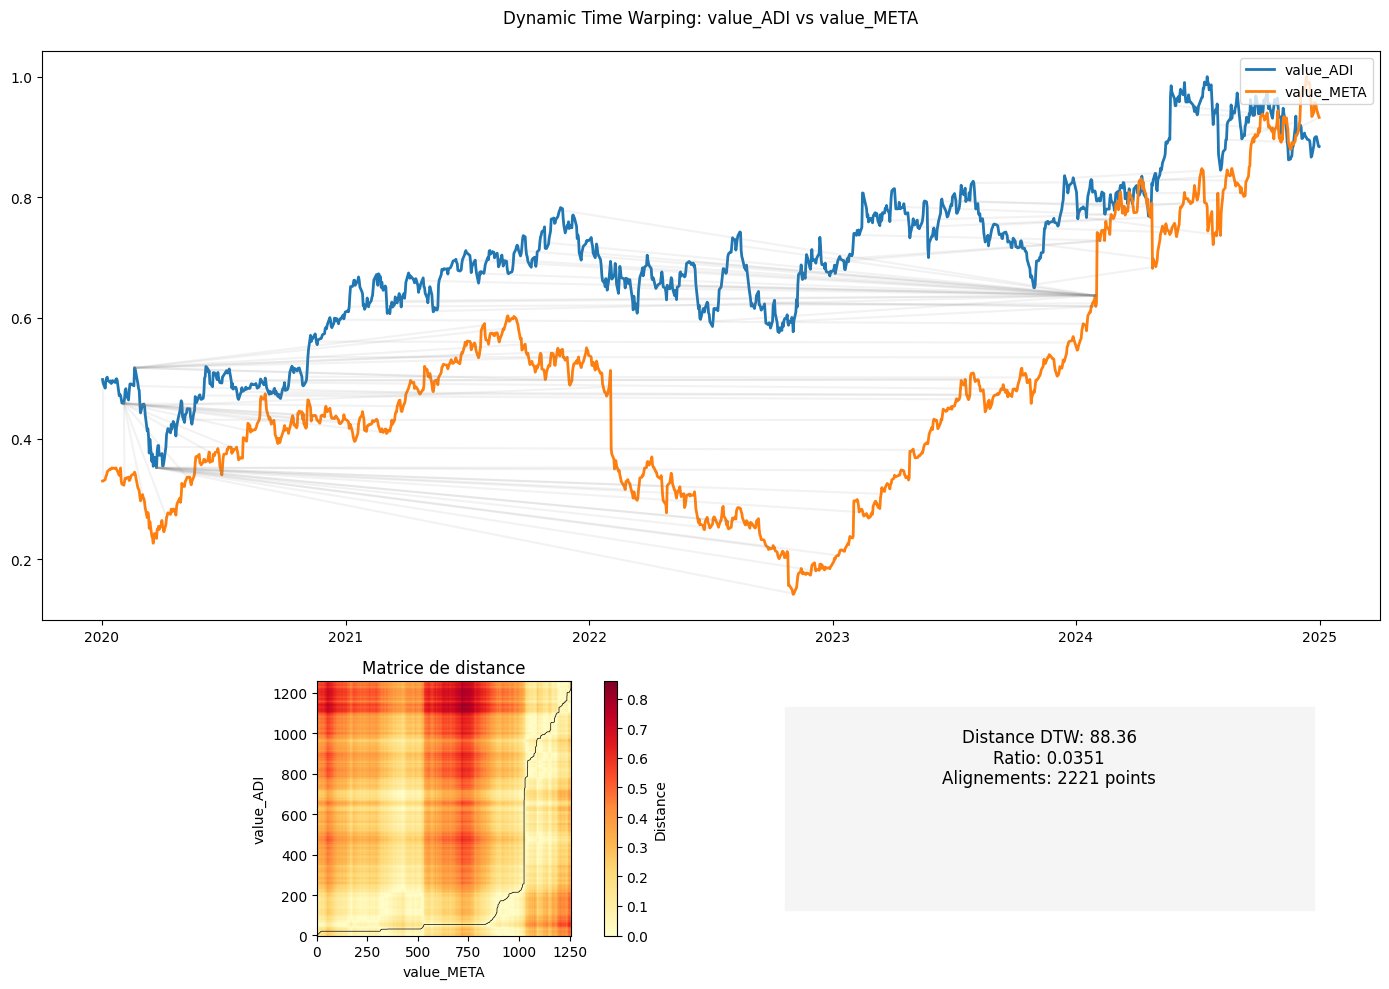 Dynamic Time Warping: value_ADI vs value_META
value_ADI
value_META
1.0
0.8
0.6
0.4
0.2
2020 2021 2022 2023 2024 2025
Matrice de distance
value_ADI
1200
1000
800
600
400
200
0
0 250 500 750 1000 1250
value_META
0.8
0.7
0.6
0.5
0.4
0.3
0.2
0.1
0.0
Distance
Distance DTW: 88.36
Ratio: 0.0351
Alignements: 2221 points